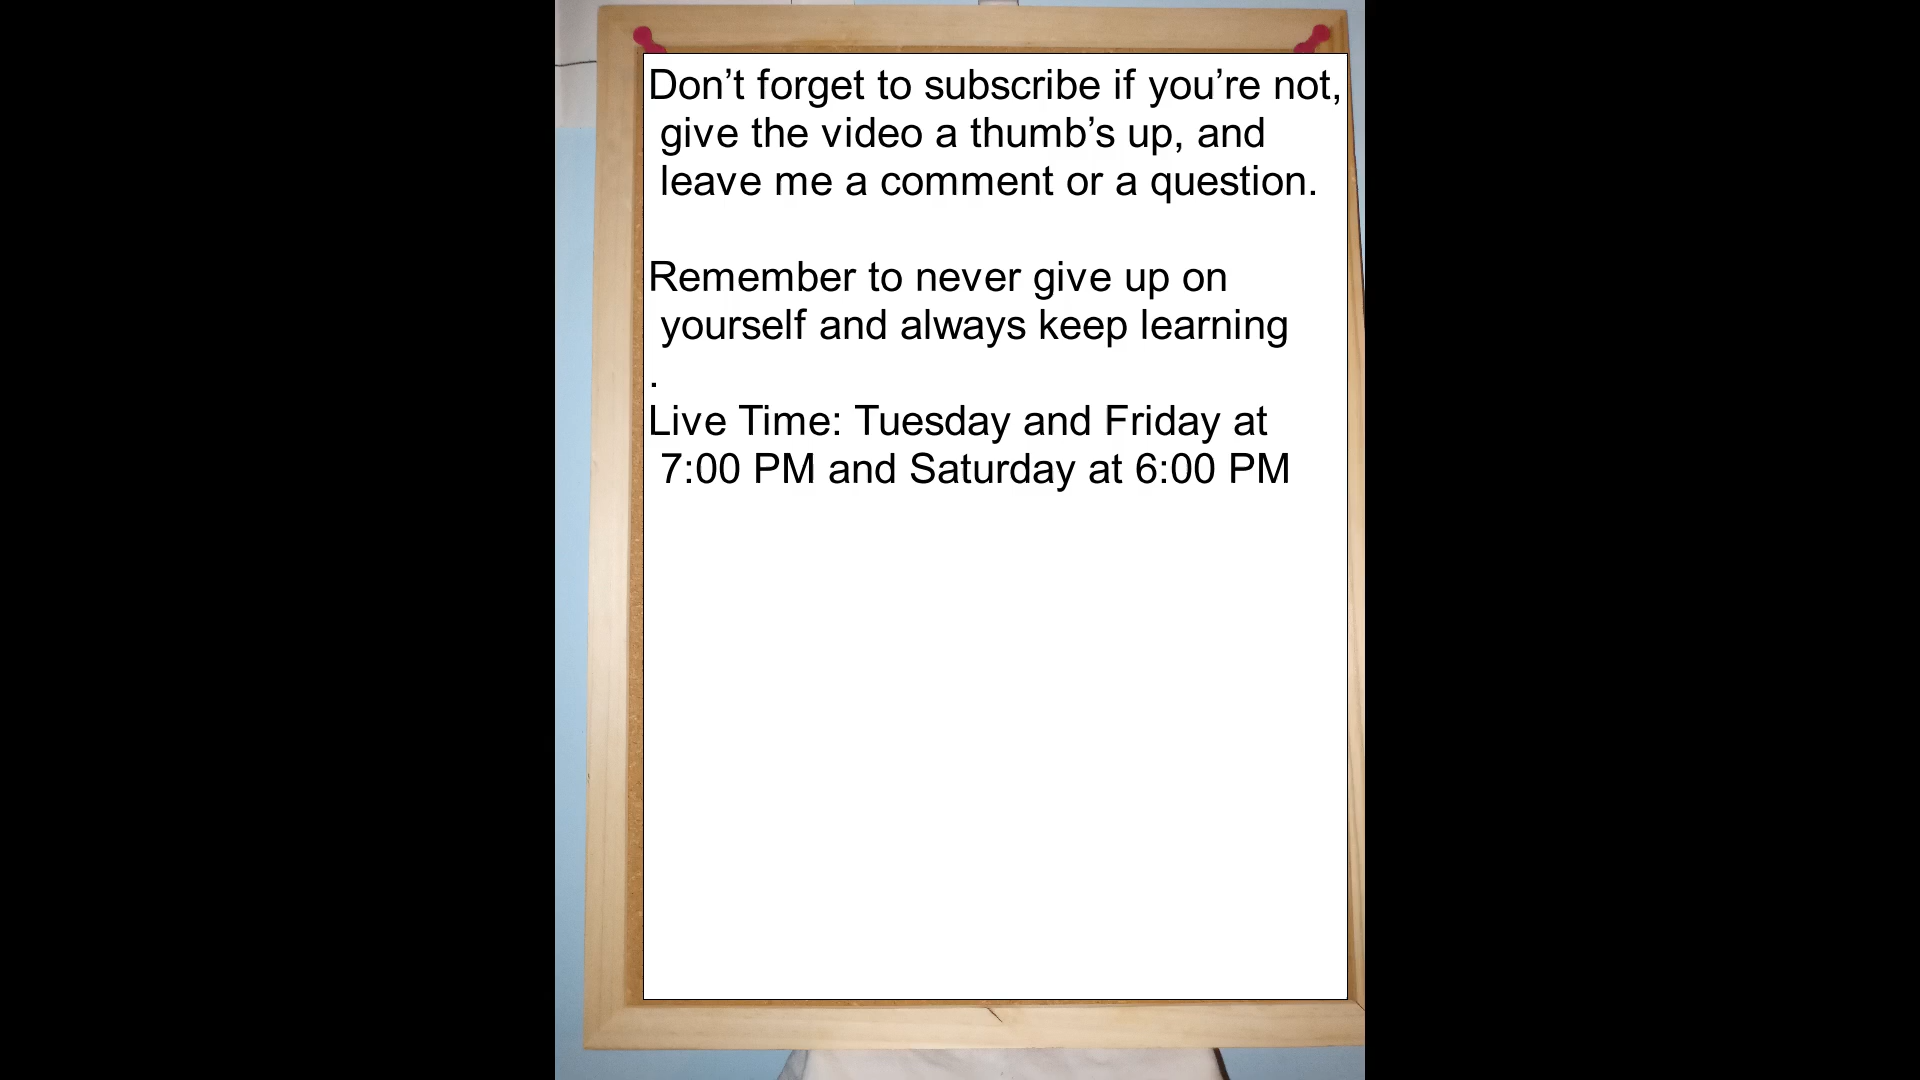 Don’t forget to subscribe if you’re not,
give the video a thumb’s up, and
leave me a comment or a question.
Remember to never give up on
yourself and always keep learning
.
Live Time: Tuesday and Friday at
7:00 PM and Saturday at 6:00 PM